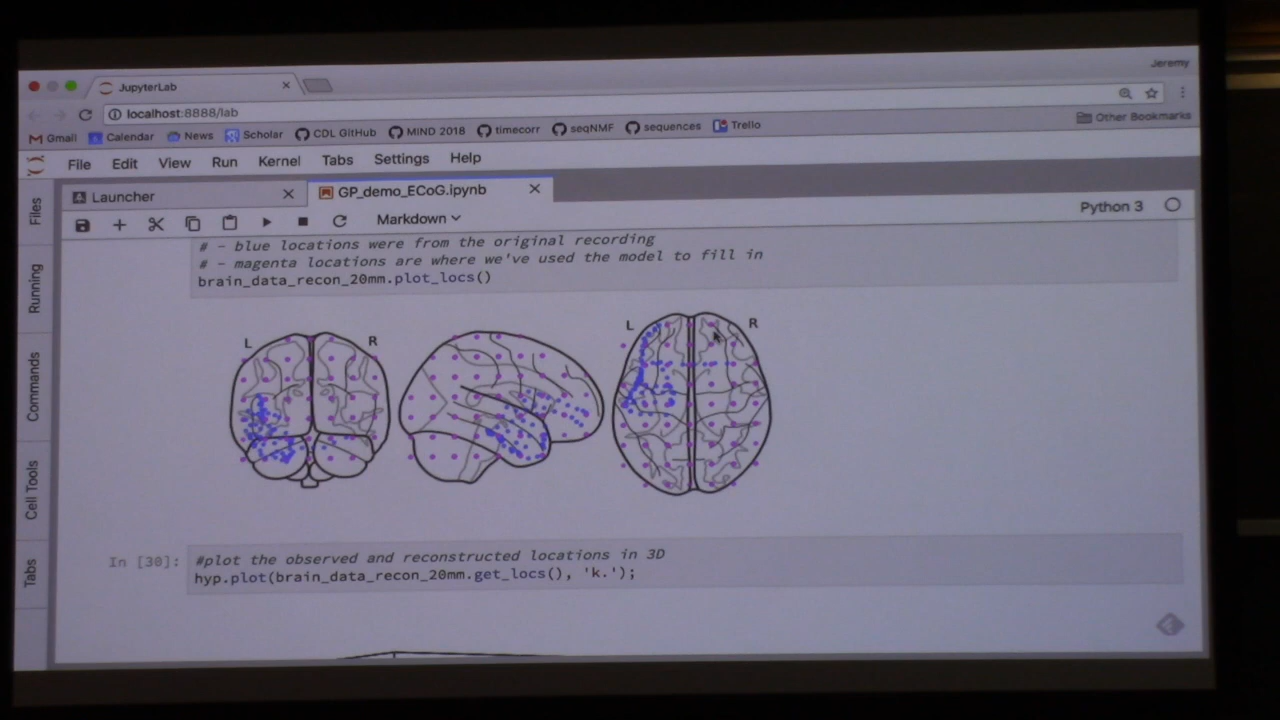 Jeremy
JupyterLab
localhost:8888/lab
Gmail Calendar News Scholar CDL GitHub MIND 2018 timecorr seqNMF sequences Trello Other Bookmarks
File Edit View Run Kernel Tabs Settings Help
Launcher GP_demo_ECoG.ipynb
Markdown Python 3
Files
Running
Commands
Cell Tools
Tabs
# - blue locations were from the original recording
# - magenta locations are where we've used the model to fill in
brain_data_recon_20mm.plot_locs()
L R L R
In [30]: #plot the observed and reconstructed locations in 3D
hyp.plot(brain_data_recon_20mm.get_locs(), 'k.');